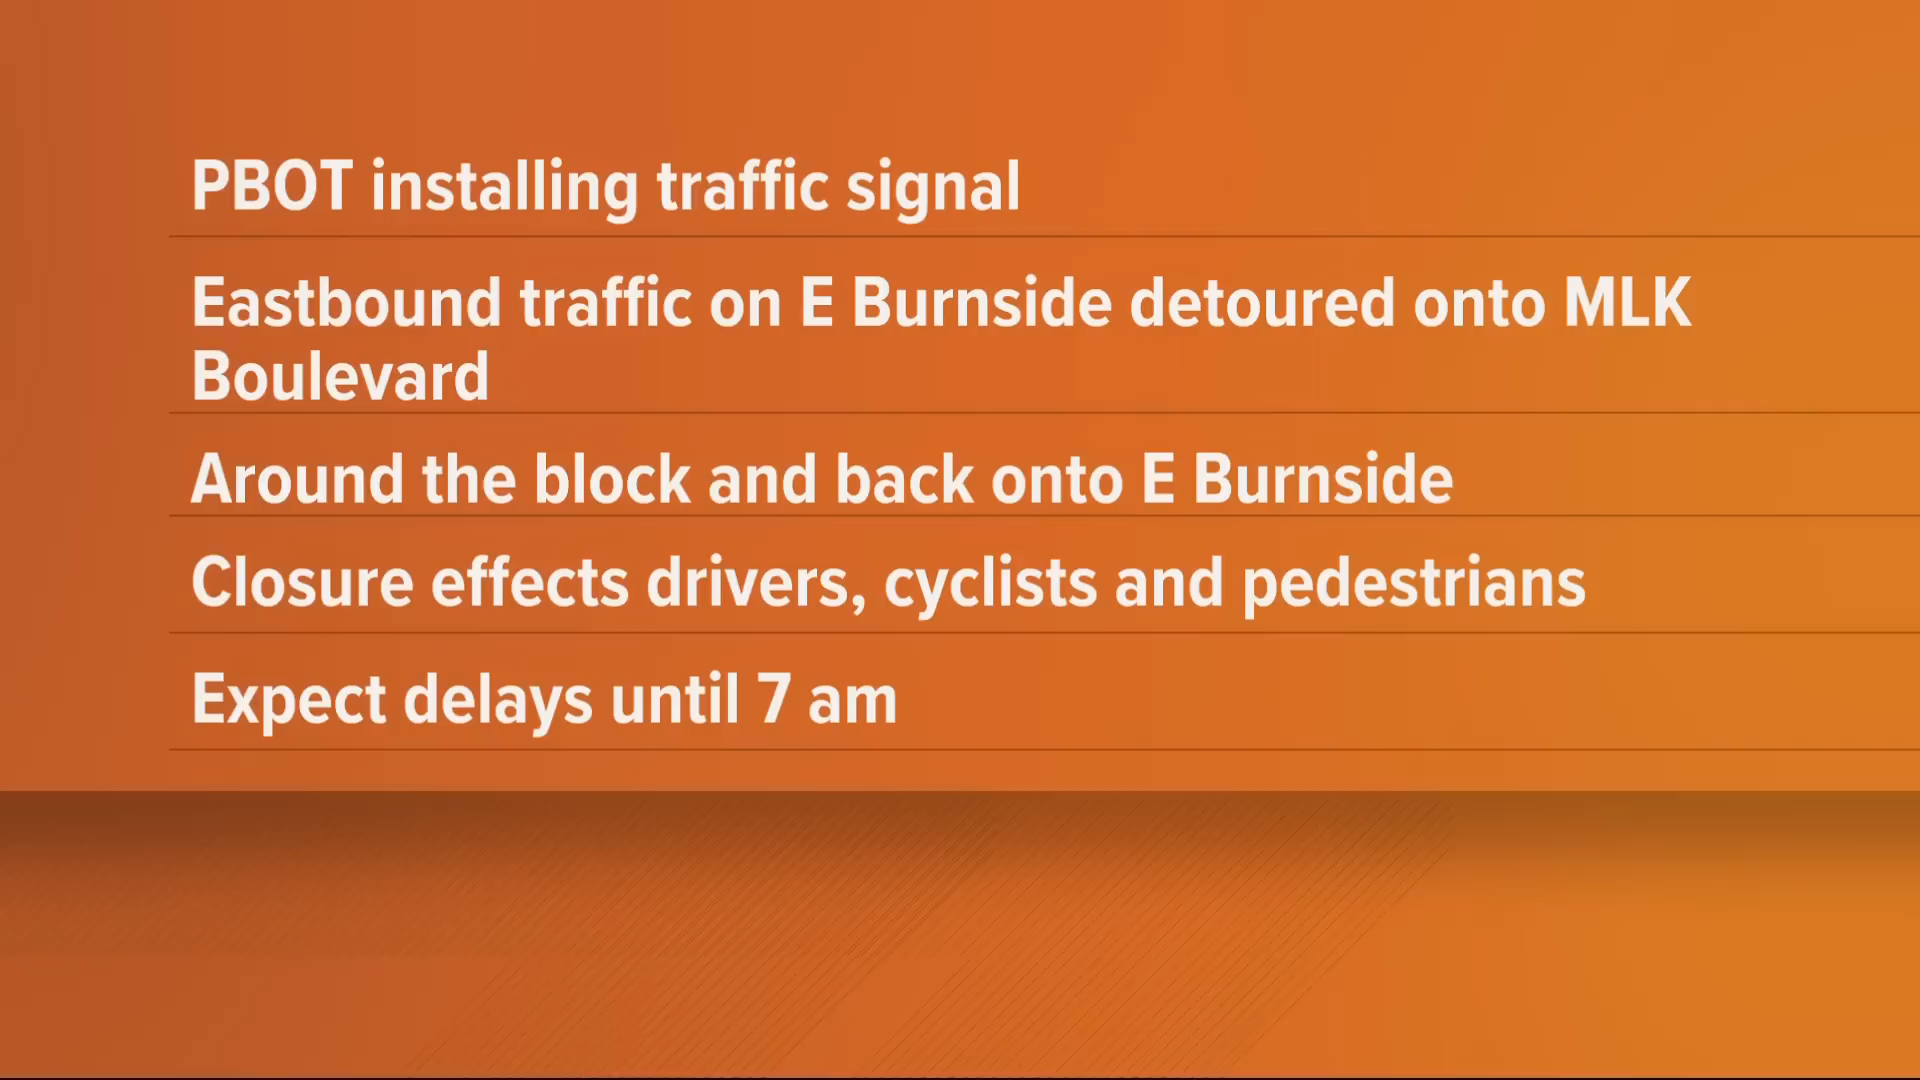 PBOT installing traffic signal
Eastbound traffic on E Burnside detoured onto MLK
Boulevard
Around the block and back onto E Burnside
Closure effects drivers, cyclists and pedestrians
Expect delays until 7 am